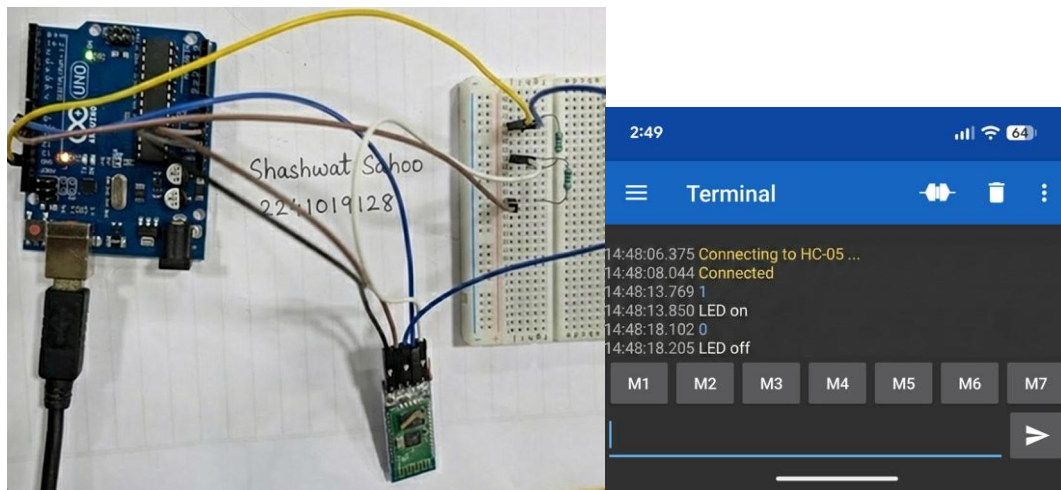 UNO
ARDUINO
Shashwat Sahoo
2241019128
2:49
64
Terminal
14:48:06.375 Connecting to HC-05 ...
14:48:08.044 Connected
14:48:13.769 1
14:48:13.850 LED on
14:48:18.102 0
14:48:18.205 LED off
M1 M2 M3 M4 M5 M6 M7